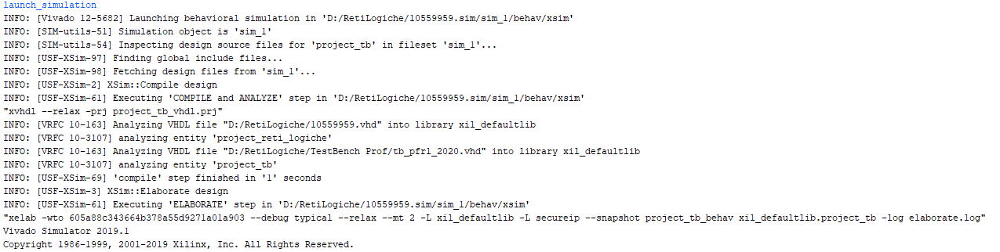 launch_simulation
INFO: [Vivado 12-5682] Launching behavioral simulation in 'D:/RetiLogiche/10559959.sim/sim_1/behav/xsim'
INFO: [SIM-utils-51] Simulation object is 'sim_1'
INFO: [SIM-utils-54] Inspecting design source files for 'project_tb' in fileset 'sim_1'...
INFO: [USF-XSim-97] Finding global include files...
INFO: [USF-XSim-98] Fetching design files from 'sim_1'...
INFO: [USF-XSim-2] XSim::Compile design
INFO: [USF-XSim-61] Executing 'COMPILE and ANALYZE' step in 'D:/RetiLogiche/10559959.sim/sim_1/behav/xsim'
"xvhdl --relax -prj project_tb_vhdl.prj"
INFO: [VRFC 10-163] Analyzing VHDL file "D:/RetiLogiche/10559959.vhd" into library xil_defaultlib
INFO: [VRFC 10-3107] analyzing entity 'project_reti_logiche'
INFO: [VRFC 10-163] Analyzing VHDL file "D:/RetiLogiche/TestBench Prof/tb_pfrl_2020.vhd" into library xil_defaultlib
INFO: [VRFC 10-3107] analyzing entity 'project_tb'
INFO: [USF-XSim-69] 'compile' step finished in '1' seconds
INFO: [USF-XSim-3] XSim::Elaborate design
INFO: [USF-XSim-61] Executing 'ELABORATE' step in 'D:/RetiLogiche/10559959.sim/sim_1/behav/xsim'
"xelab -wto 605a88c343664b378a55d9271a01a903 --debug typical --relax --mt 2 -L xil_defaultlib -L secureip --snapshot project_tb_behav xil_defaultlib.project_tb -log elaborate.log"
Vivado Simulator 2019.1
Copyright 1986-1999, 2001-2019 Xilinx, Inc. All Rights Reserved.